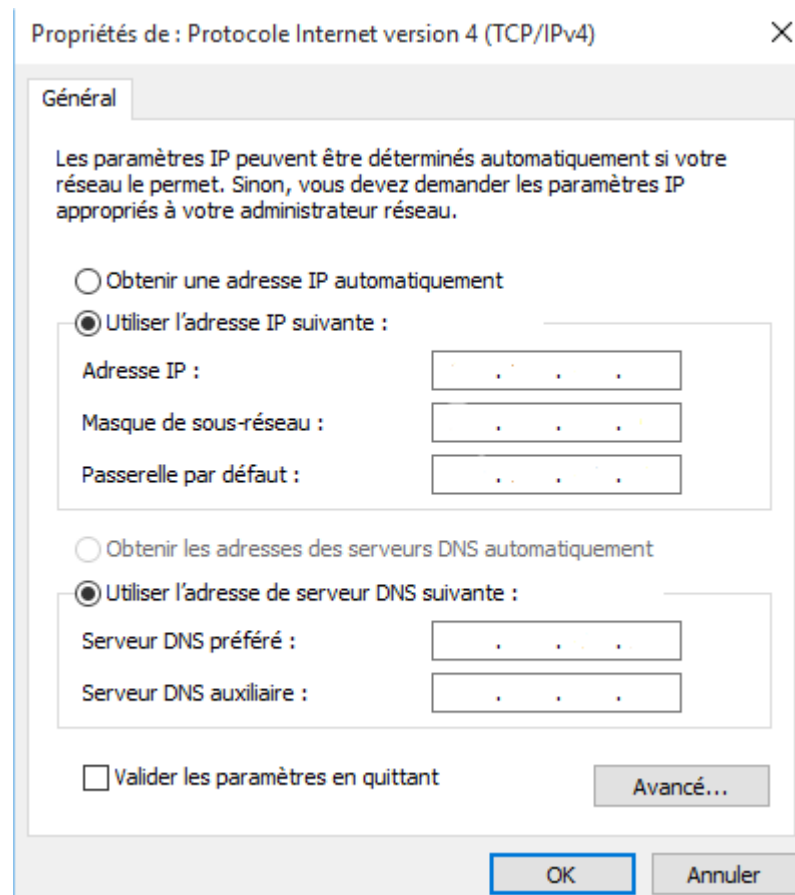 Propriétés de : Protocole Internet version 4 (TCP/IPv4)
Général
Les paramètres IP peuvent être déterminés automatiquement si votre
réseau le permet. Sinon, vous devez demander les paramètres IP
appropriés à votre administrateur réseau.
Obtenir une adresse IP automatiquement
Utiliser l’adresse IP suivante :
Adresse IP : . . .
Masque de sous-réseau : . . .
Passerelle par défaut : . . .
Obtenir les adresses des serveurs DNS automatiquement
Utiliser l’adresse de serveur DNS suivante :
Serveur DNS préféré : . . .
Serveur DNS auxiliaire : . . .
Valider les paramètres en quittant
Avancé...
OK Annuler